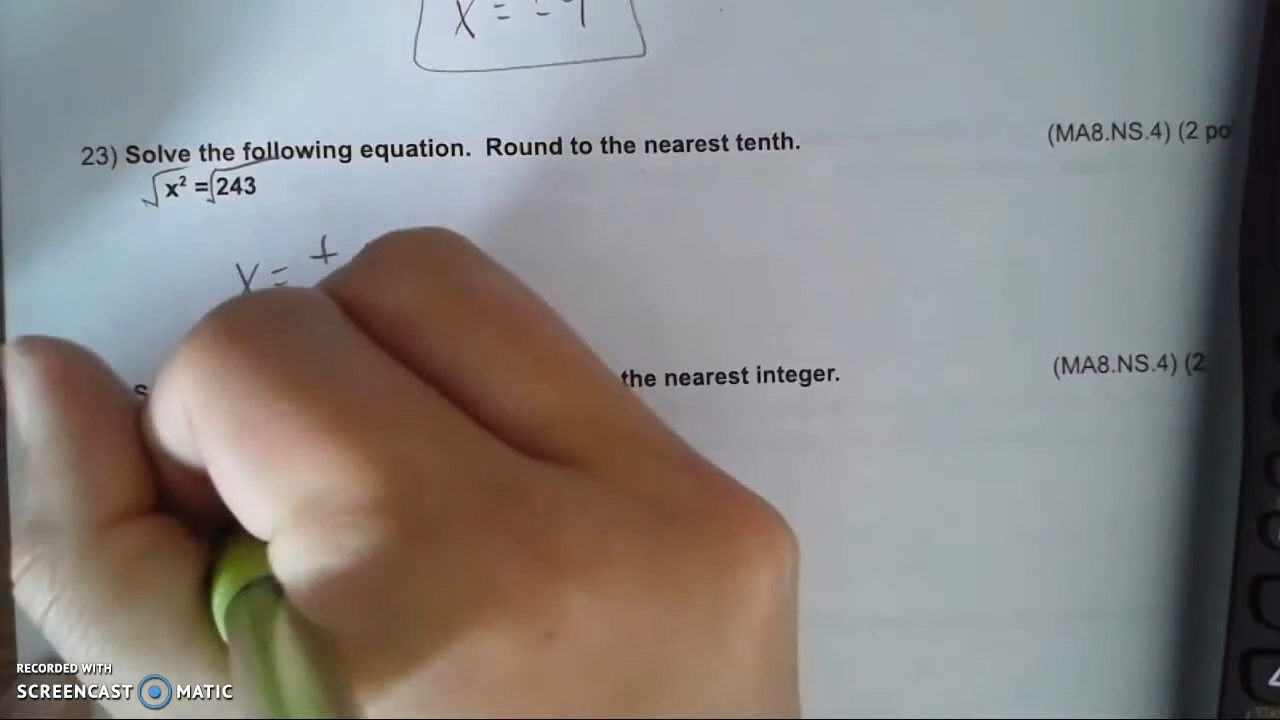 x =
23) Solve the following equation. Round to the nearest tenth. (MA8.NS.4) (2 po
√x² = √243
x = +
the nearest integer. (MA8.NS.4) (2
RECORDED WITH
SCREENCAST MATIC